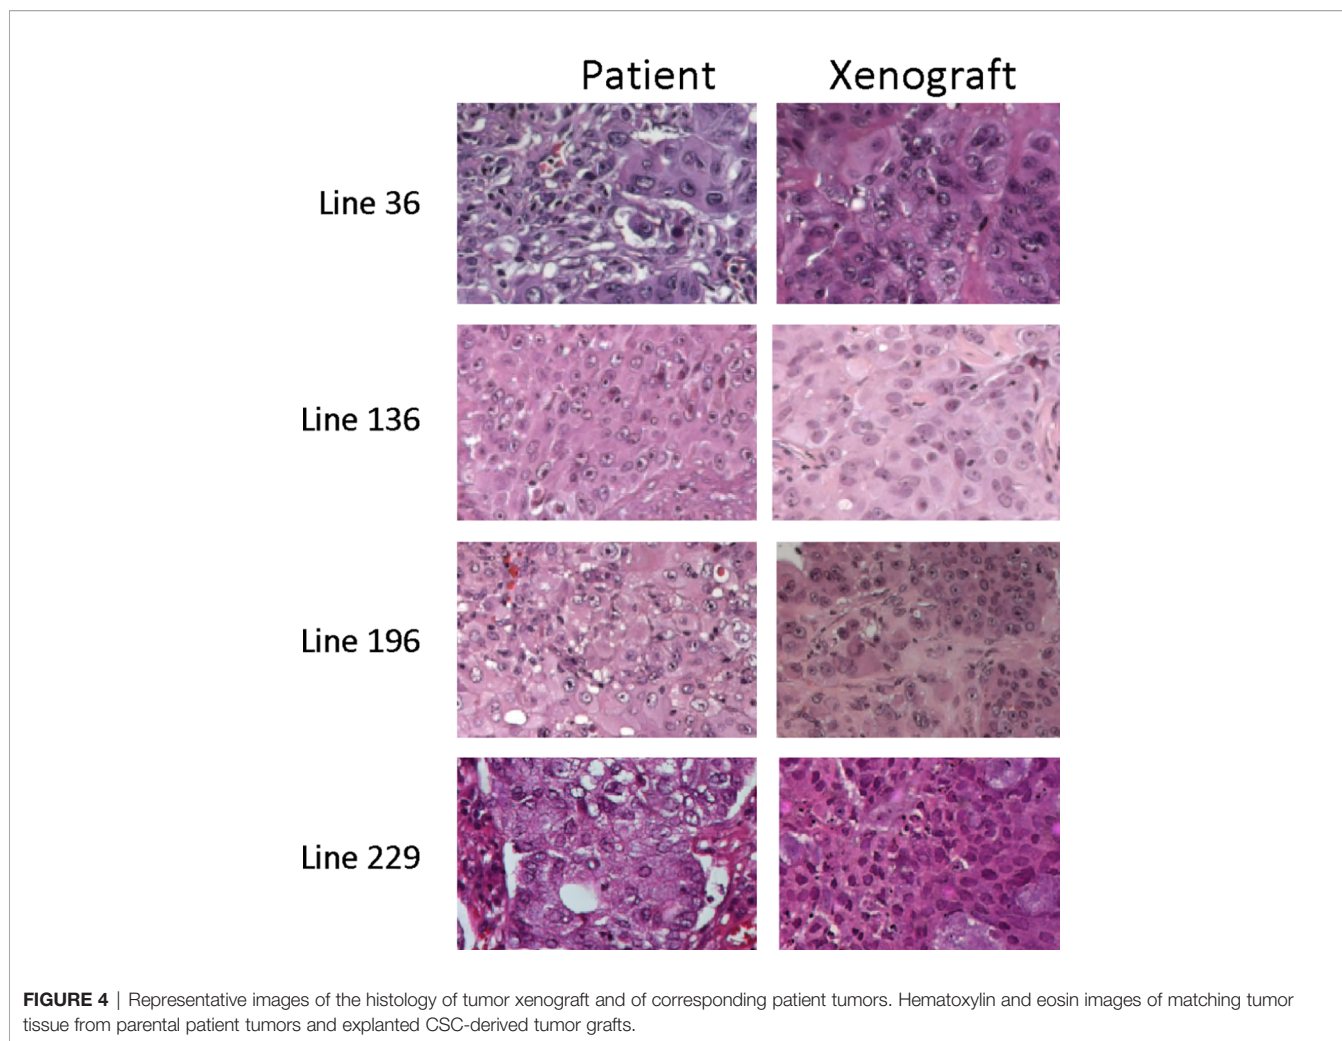 Patient Xenograft
Line 36
Line 136
Line 196
Line 229
FIGURE 4 | Representative images of the histology of tumor xenograft and of corresponding patient tumors. Hematoxylin and eosin images of matching tumor
tissue from parental patient tumors and explanted CSC-derived tumor grafts.